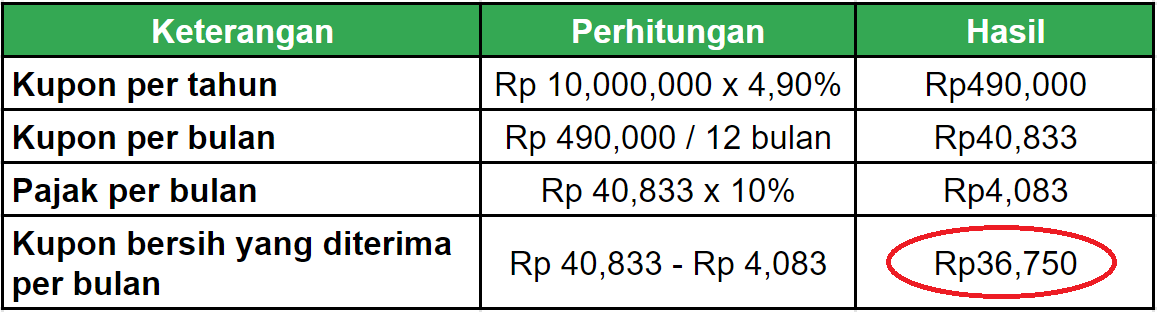 Keterangan Perhitungan Hasil
Kupon per tahun Rp 10,000,000 x 4,90% Rp490,000
Kupon per bulan Rp 490,000 / 12 bulan Rp40,833
Pajak per bulan Rp 40,833 x 10% Rp4,083
Kupon bersih yang diterima
per bulan Rp 40,833 - Rp 4,083 Rp36,750